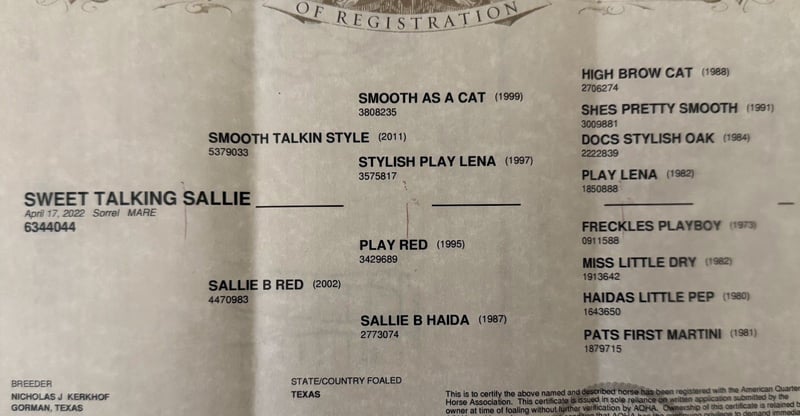 OF REGISTRATION
HIGH BROW CAT (1988)
2706274
SMOOTH AS A CAT (1999)
3808235
SHES PRETTY SMOOTH (1991)
3009881
SMOOTH TALKIN STYLE (2011)
5379033
DOCS STYLISH OAK (1984)
2222839
STYLISH PLAY LENA (1997)
3575817
PLAY LENA (1982)
1850888
SWEET TALKING SALLIE
April 17, 2022 Sorrel MARE
6344044
FRECKLES PLAYBOY (1973)
0911588
PLAY RED (1995)
3429689
MISS LITTLE DRY (1982)
1913642
SALLIE B RED (2002)
4470983
HAIDAS LITTLE PEP (1980)
1643650
SALLIE B HAIDA (1987)
2773074
PATS FIRST MARTINI (1981)
1879715
BREEDER
NICHOLAS J KERKHOF
GORMAN, TEXAS
STATE/COUNTRY FOALED
TEXAS
This is to certify the above named and described horse has been registered with the American Quarter
Horse Association. This certificate is issued in sole reliance on written application submitted by the
owner at time of foaling without further verification by AQHA. Ownership of this certificate is retained b